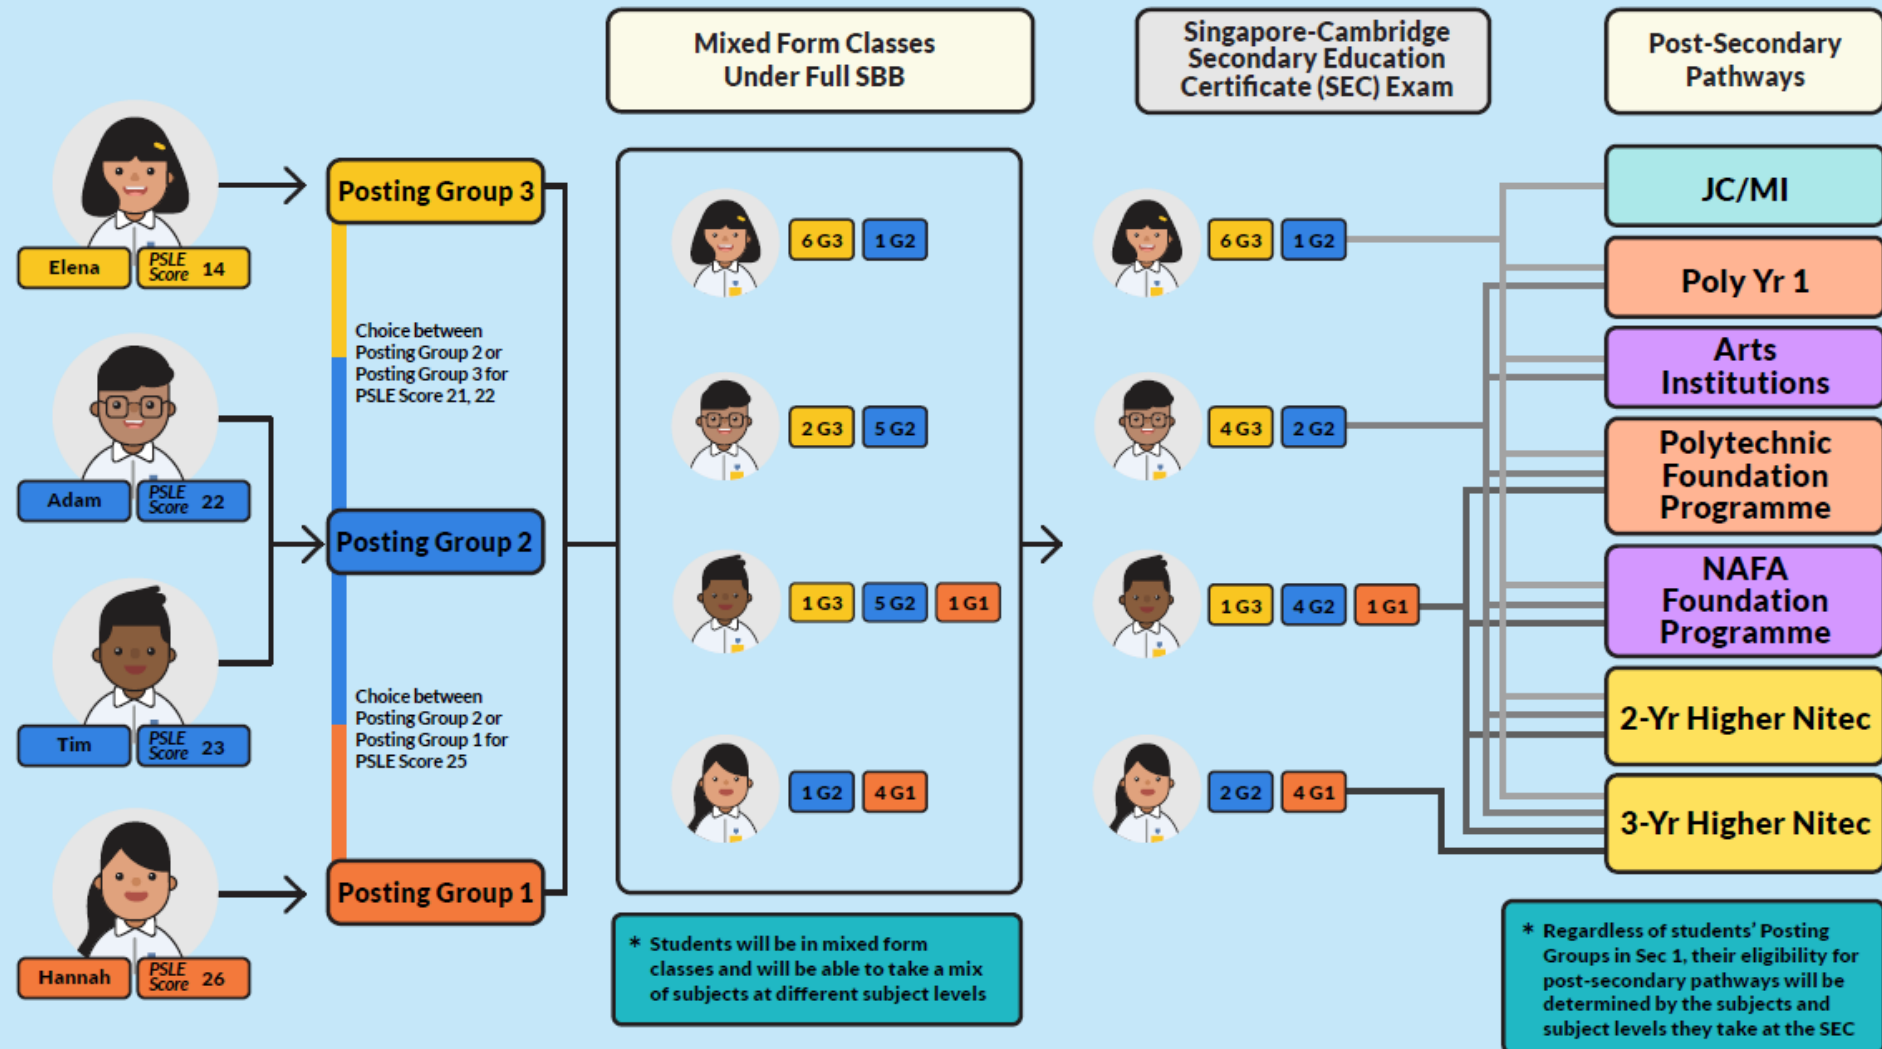 Mixed Form Classes
Under Full SBB
Singapore-Cambridge
Secondary Education
Certificate (SEC) Exam
Post-Secondary
Pathways
Elena
PSLE
Score 14
Adam
PSLE
Score 22
Tim
PSLE
Score 23
Hannah
PSLE
Score 26
Posting Group 3
Choice between
Posting Group 2 or
Posting Group 3 for
PSLE Score 21, 22
Posting Group 2
Choice between
Posting Group 2 or
Posting Group 1 for
PSLE Score 25
Posting Group 1
6 G3 1 G2
2 G3 5 G2
1 G3 5 G2 1 G1
1 G2 4 G1
* Students will be in mixed form
classes and will be able to take a mix
of subjects at different subject levels
6 G3 1 G2
4 G3 2 G2
1 G3 4 G2 1 G1
2 G2 4 G1
JC/MI
Poly Yr 1
Arts
Institutions
Polytechnic
Foundation
Programme
NAFA
Foundation
Programme
2-Yr Higher Nitec
3-Yr Higher Nitec
* Regardless of students' Posting
Groups in Sec 1, their eligibility for
post-secondary pathways will be
determined by the subjects and
subject levels they take at the SEC